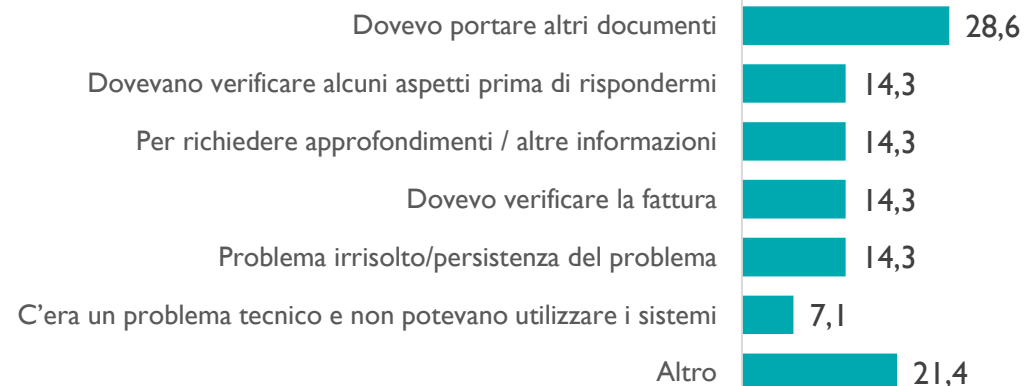 Dovevo portare altri documenti 28,6
Dovevano verificare alcuni aspetti prima di rispondermi 14,3
Per richiedere approfondimenti / altre informazioni 14,3
Dovevo verificare la fattura 14,3
Problema irrisolto/persistenza del problema 14,3
C’era un problema tecnico e non potevano utilizzare i sistemi 7,1
Altro 21,4